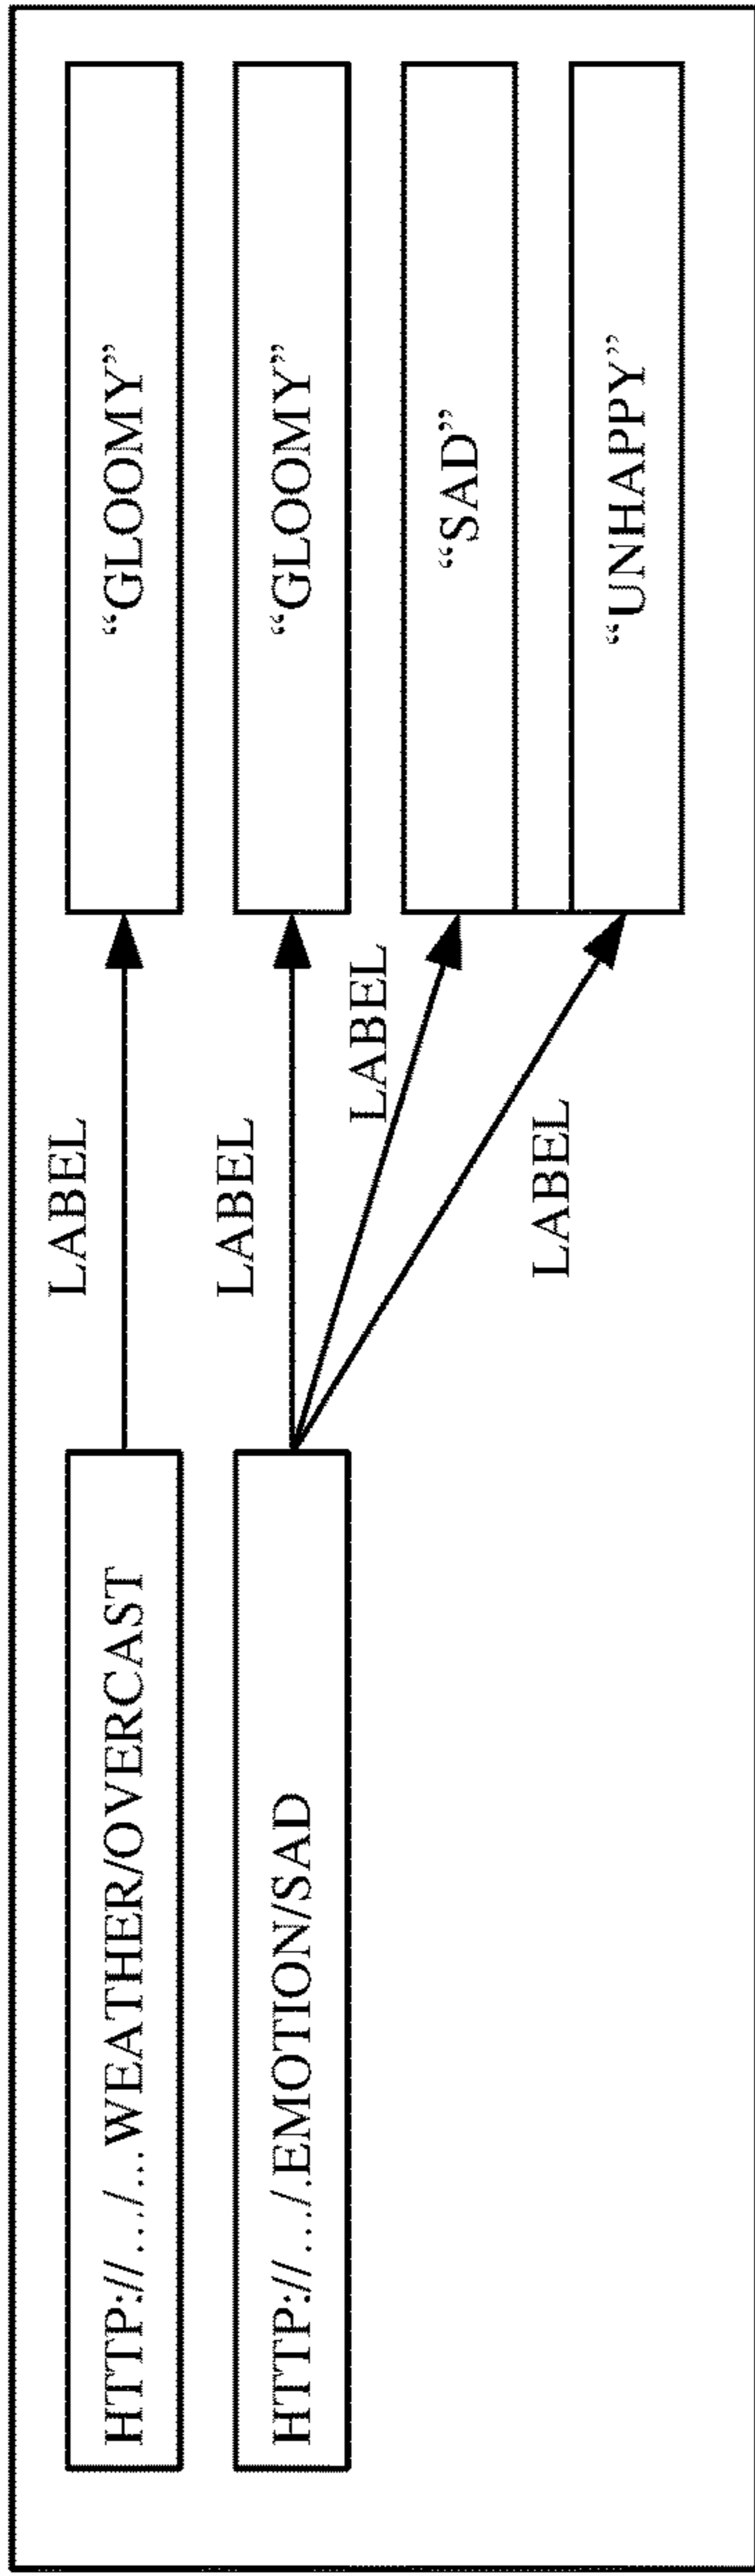 HTTP://…/… WEATHER/OVERCAST
LABEL
“GLOOMY”
HTTP://…/.EMOTION/SAD
LABEL
“GLOOMY”
LABEL
“SAD”
LABEL
“UNHAPPY”